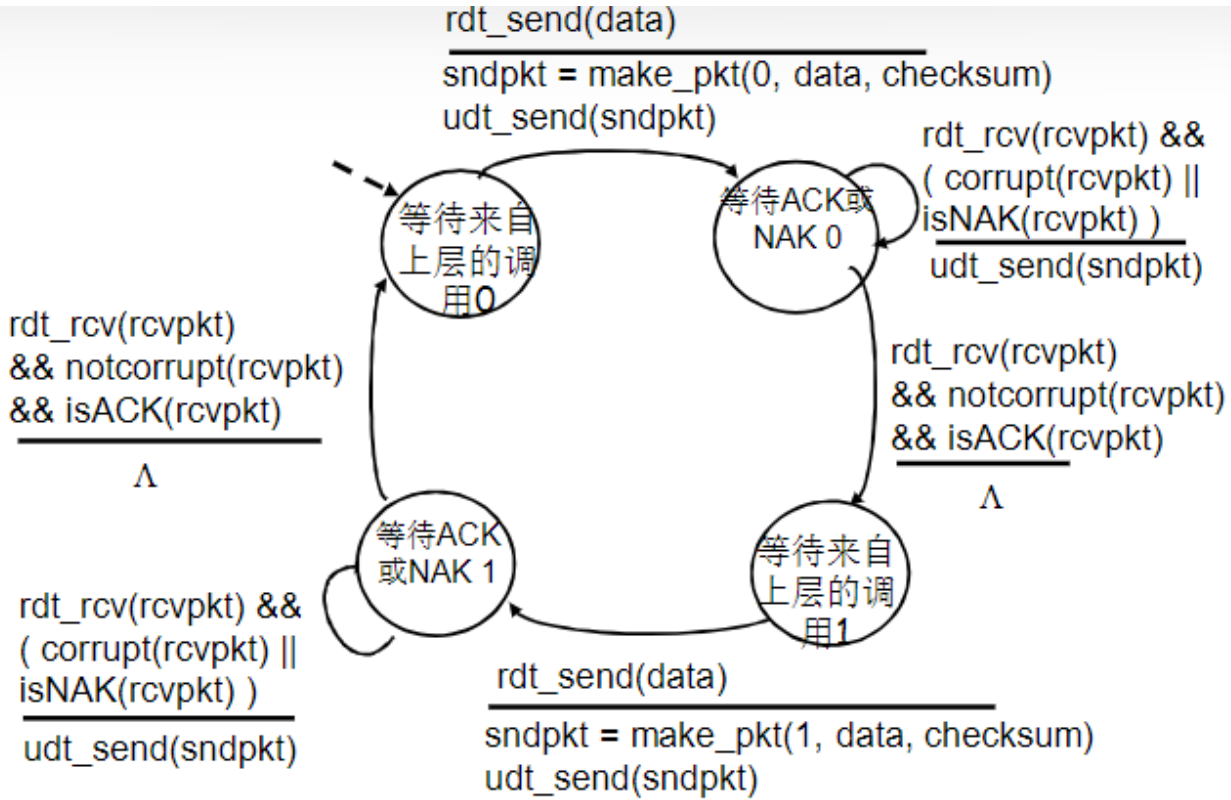 rdt_send(data)
sndpkt = make_pkt(0, data, checksum)
udt_send(sndpkt)
rdt_rcv(rcvpkt) &&
( corrupt(rcvpkt) ||
isNAK(rcvpkt) )
udt_send(sndpkt)
等待来自
上层的调
用0
等待ACK或
NAK 0
rdt_rcv(rcvpkt)
&& notcorrupt(rcvpkt)
&& isACK(rcvpkt)
Λ
rdt_rcv(rcvpkt)
&& notcorrupt(rcvpkt)
&& isACK(rcvpkt)
Λ
等待ACK
或NAK 1
等待来自
上层的调
用1
rdt_rcv(rcvpkt) &&
( corrupt(rcvpkt) ||
isNAK(rcvpkt) )
udt_send(sndpkt)
rdt_send(data)
sndpkt = make_pkt(1, data, checksum)
udt_send(sndpkt)